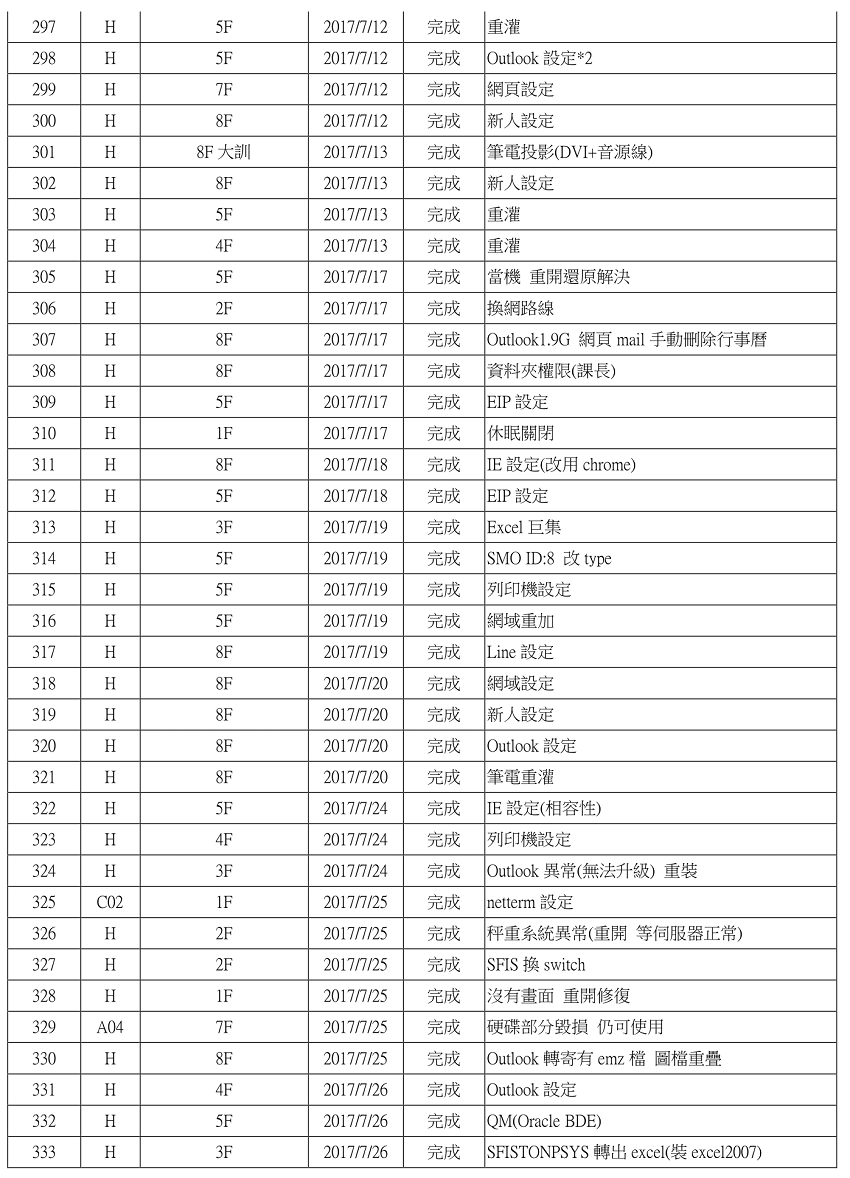 297 H 5F 2017/7/12 完成 重灌
298 H 5F 2017/7/12 完成 Outlook 設定*2
299 H 7F 2017/7/12 完成 網頁設定
300 H 8F 2017/7/12 完成 新人設定
301 H 8F 大訓 2017/7/13 完成 筆電投影(DVI+音源線)
302 H 8F 2017/7/13 完成 新人設定
303 H 5F 2017/7/13 完成 重灌
304 H 4F 2017/7/13 完成 重灌
305 H 5F 2017/7/17 完成 當機 重開還原解決
306 H 2F 2017/7/17 完成 換網路線
307 H 8F 2017/7/17 完成 Outlook1.9G 網頁 mail 手動刪除行事曆
308 H 8F 2017/7/17 完成 資料夾權限(課長)
309 H 5F 2017/7/17 完成 EIP 設定
310 H 1F 2017/7/17 完成 休眠關閉
311 H 8F 2017/7/18 完成 IE 設定(改用 chrome)
312 H 5F 2017/7/18 完成 EIP 設定
313 H 3F 2017/7/19 完成 Excel 巨集
314 H 5F 2017/7/19 完成 SMO ID:8 改 type
315 H 5F 2017/7/19 完成 列印機設定
316 H 5F 2017/7/19 完成 網域重加
317 H 8F 2017/7/19 完成 Line 設定
318 H 8F 2017/7/20 完成 網域設定
319 H 8F 2017/7/20 完成 新人設定
320 H 8F 2017/7/20 完成 Outlook 設定
321 H 8F 2017/7/20 完成 筆電重灌
322 H 5F 2017/7/24 完成 IE 設定(相容性)
323 H 4F 2017/7/24 完成 列印機設定
324 H 3F 2017/7/24 完成 Outlook 異常(無法升級) 重裝
325 C02 1F 2017/7/25 完成 netterm 設定
326 H 2F 2017/7/25 完成 秤重系統異常(重開 等伺服器正常)
327 H 2F 2017/7/25 完成 SFIS 換 switch
328 H 1F 2017/7/25 完成 沒有畫面 重開修復
329 A04 7F 2017/7/25 完成 硬碟部分毀損 仍可使用
330 H 8F 2017/7/25 完成 Outlook 轉寄有 emz 檔 圖檔重疊
331 H 4F 2017/7/26 完成 Outlook 設定
332 H 5F 2017/7/26 完成 QM(Oracle BDE)
333 H 3F 2017/7/26 完成 SFISTONPSYS 轉出 excel(裝 excel2007)